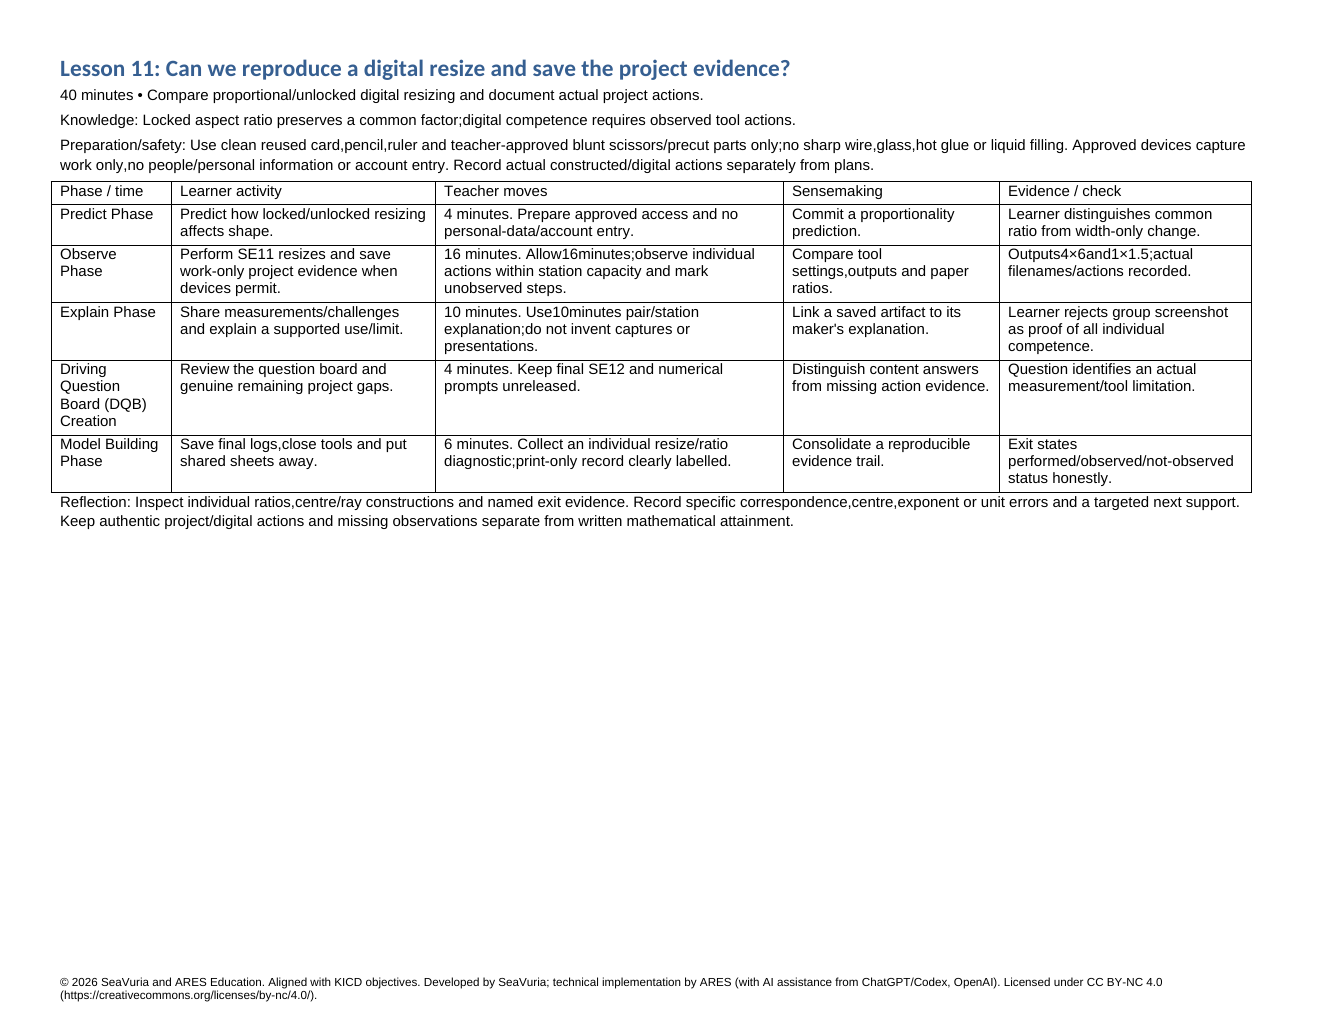 Lesson 11: Can we reproduce a digital resize and save the project evidence?
40 minutes • Compare proportional/unlocked digital resizing and document actual project actions.
Knowledge: Locked aspect ratio preserves a common factor;digital competence requires observed tool actions.
Preparation/safety: Use clean reused card,pencil,ruler and teacher-approved blunt scissors/precut parts only;no sharp wire,glass,hot glue or liquid filling. Approved devices capture
work only,no people/personal information or account entry. Record actual constructed/digital actions separately from plans.
Phase / time
Learner activity
Teacher moves
Sensemaking
Evidence / check
Predict Phase
Predict how locked/unlocked resizing
affects shape.
4 minutes. Prepare approved access and no
personal-data/account entry.
Commit a proportionality
prediction.
Learner distinguishes common
ratio from width-only change.
Observe
Phase
Perform SE11 resizes and save
work-only project evidence when
devices permit.
16 minutes. Allow16minutes;observe individual
actions within station capacity and mark
unobserved steps.
Compare tool
settings,outputs and paper
ratios.
Outputs4×6and1×1.5;actual
filenames/actions recorded.
Explain Phase
Share measurements/challenges
and explain a supported use/limit.
10 minutes. Use10minutes pair/station
explanation;do not invent captures or
presentations.
Link a saved artifact to its
maker's explanation.
Learner rejects group screenshot
as proof of all individual
competence.
Driving
Question
Board (DQB)
Creation
Review the question board and
genuine remaining project gaps.
4 minutes. Keep final SE12 and numerical
prompts unreleased.
Distinguish content answers
from missing action evidence.
Question identifies an actual
measurement/tool limitation.
Model Building
Phase
Save final logs,close tools and put
shared sheets away.
6 minutes. Collect an individual resize/ratio
diagnostic;print-only record clearly labelled.
Consolidate a reproducible
evidence trail.
Exit states
performed/observed/not-observed
status honestly.
Reflection: Inspect individual ratios,centre/ray constructions and named exit evidence. Record specific correspondence,centre,exponent or unit errors and a targeted next support.
Keep authentic project/digital actions and missing observations separate from written mathematical attainment.
© 2026 SeaVuria and ARES Education. Aligned with KICD objectives. Developed by SeaVuria; technical implementation by ARES (with AI assistance from ChatGPT/Codex, OpenAI). Licensed under CC BY-NC 4.0
(https://creativecommons.org/licenses/by-nc/4.0/).